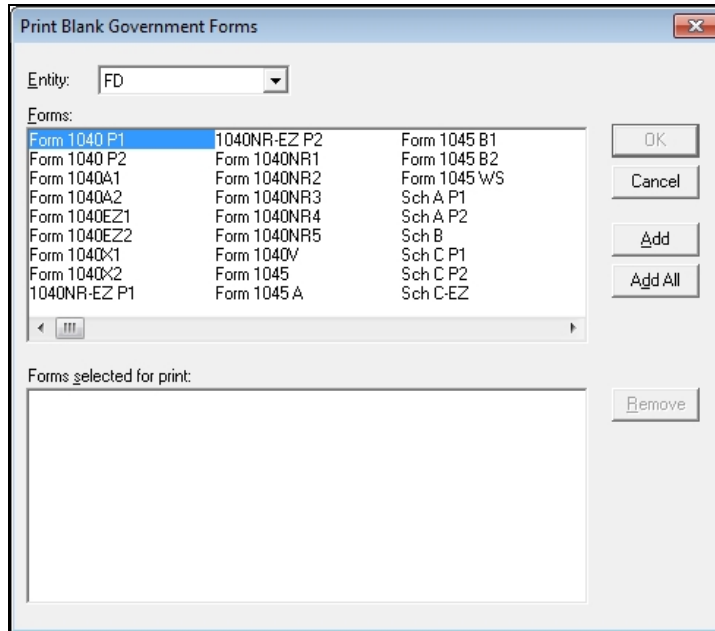 Print Blank Government Forms
Entity: FD
Forms:
Form 1040 P1 1040NR-EZ P2 Form 1045 B1
Form 1040 P2 Form 1040NR1 Form 1045 B2
Form 1040A1 Form 1040NR2 Form 1045 WS
Form 1040A2 Form 1040NR3 Sch A P1
Form 1040EZ1 Form 1040NR4 Sch A P2
Form 1040EZ2 Form 1040NR5 Sch B
Form 1040X1 Form 1040V Sch C P1
Form 1040X2 Form 1045 Sch C P2
1040NR-EZ P1 Form 1045 A Sch C-EZ
OK
Cancel
Add
Add All
Forms selected for print:
Remove